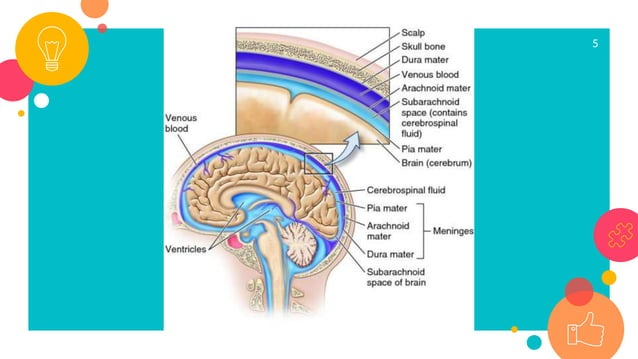 5
Scalp
Skull bone
Dura mater
Venous blood
Arachnoid mater
Subarachnoid
space (contains
cerebrospinal
fluid)
Pia mater
Brain (cerebrum)
Venous
blood
Cerebrospinal fluid
Pia mater
Arachnoid
mater
Meninges
Dura mater
Subarachnoid
space of brain
Ventricles